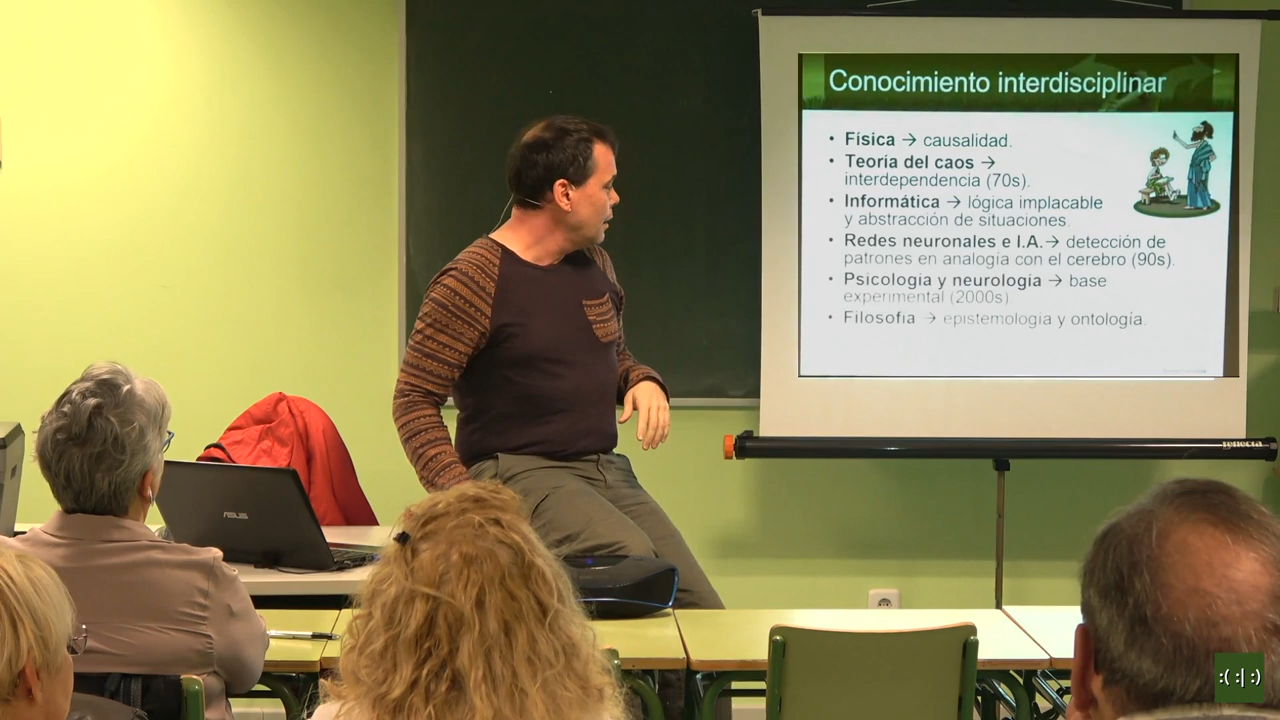 Conocimiento interdisciplinar
• Física → causalidad.
• Teoría del caos →
interdependencia (70s).
• Informática → lógica implacable
y abstracción de situaciones.
• Redes neuronales e I.A.→ detección de
patrones en analogía con el cerebro (90s).
• Psicología y neurología → base
experimental (2000s).
• Filosofía → epistemología y ontología.
ASUS
reflecta
:( :| :)